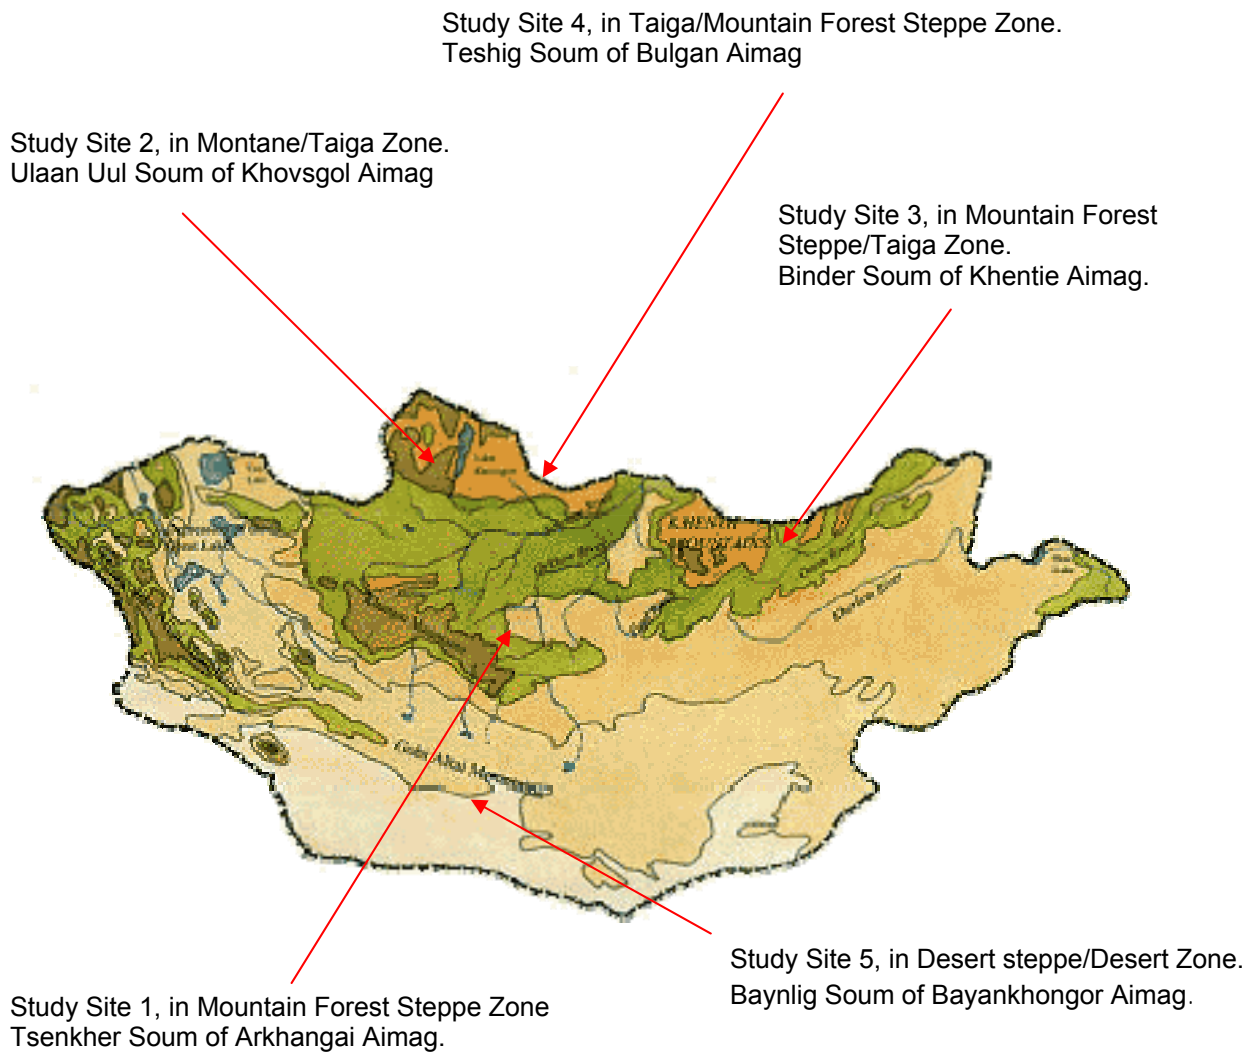 Study Site 4, in Taiga/Mountain Forest Steppe Zone.
Teshig Soum of Bulgan Aimag
Study Site 2, in Montane/Taiga Zone.
Ulaan Uul Soum of Khovsgol Aimag
Study Site 3, in Mountain Forest
Steppe/Taiga Zone.
Binder Soum of Khentie Aimag.
KHENTII
MOUNTAINS
Gobi Altai Mountains
Study Site 5, in Desert steppe/Desert Zone.
Baynlig Soum of Bayankhongor Aimag.
Study Site 1, in Mountain Forest Steppe Zone
Tsenkher Soum of Arkhangai Aimag.